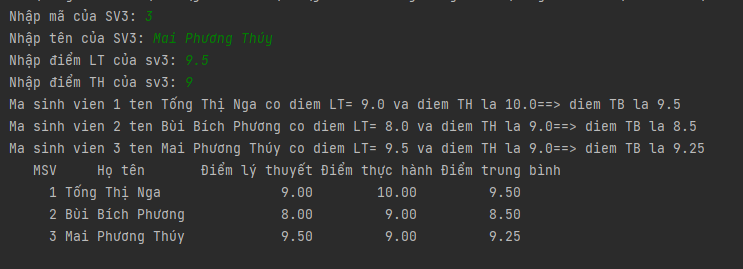 Nhập mã của SV3: 3
Nhập tên của SV3: Mai Phương Thúy
Nhập điểm LT của sv3: 9.5
Nhập điểm TH của sv3: 9
Ma sinh vien 1 ten Tống Thị Nga co diem LT= 9.0 va diem TH la 10.0==> diem TB la 9.5
Ma sinh vien 2 ten Bùi Bích Phương co diem LT= 8.0 va diem TH la 9.0==> diem TB la 8.5
Ma sinh vien 3 ten Mai Phương Thúy co diem LT= 9.5 va diem TH la 9.0==> diem TB la 9.25
MSV Họ tên Điểm lý thuyết Điểm thực hành Điểm trung bình
1 Tống Thị Nga 9.00 10.00 9.50
2 Bùi Bích Phương 8.00 9.00 8.50
3 Mai Phương Thúy 9.50 9.00 9.25